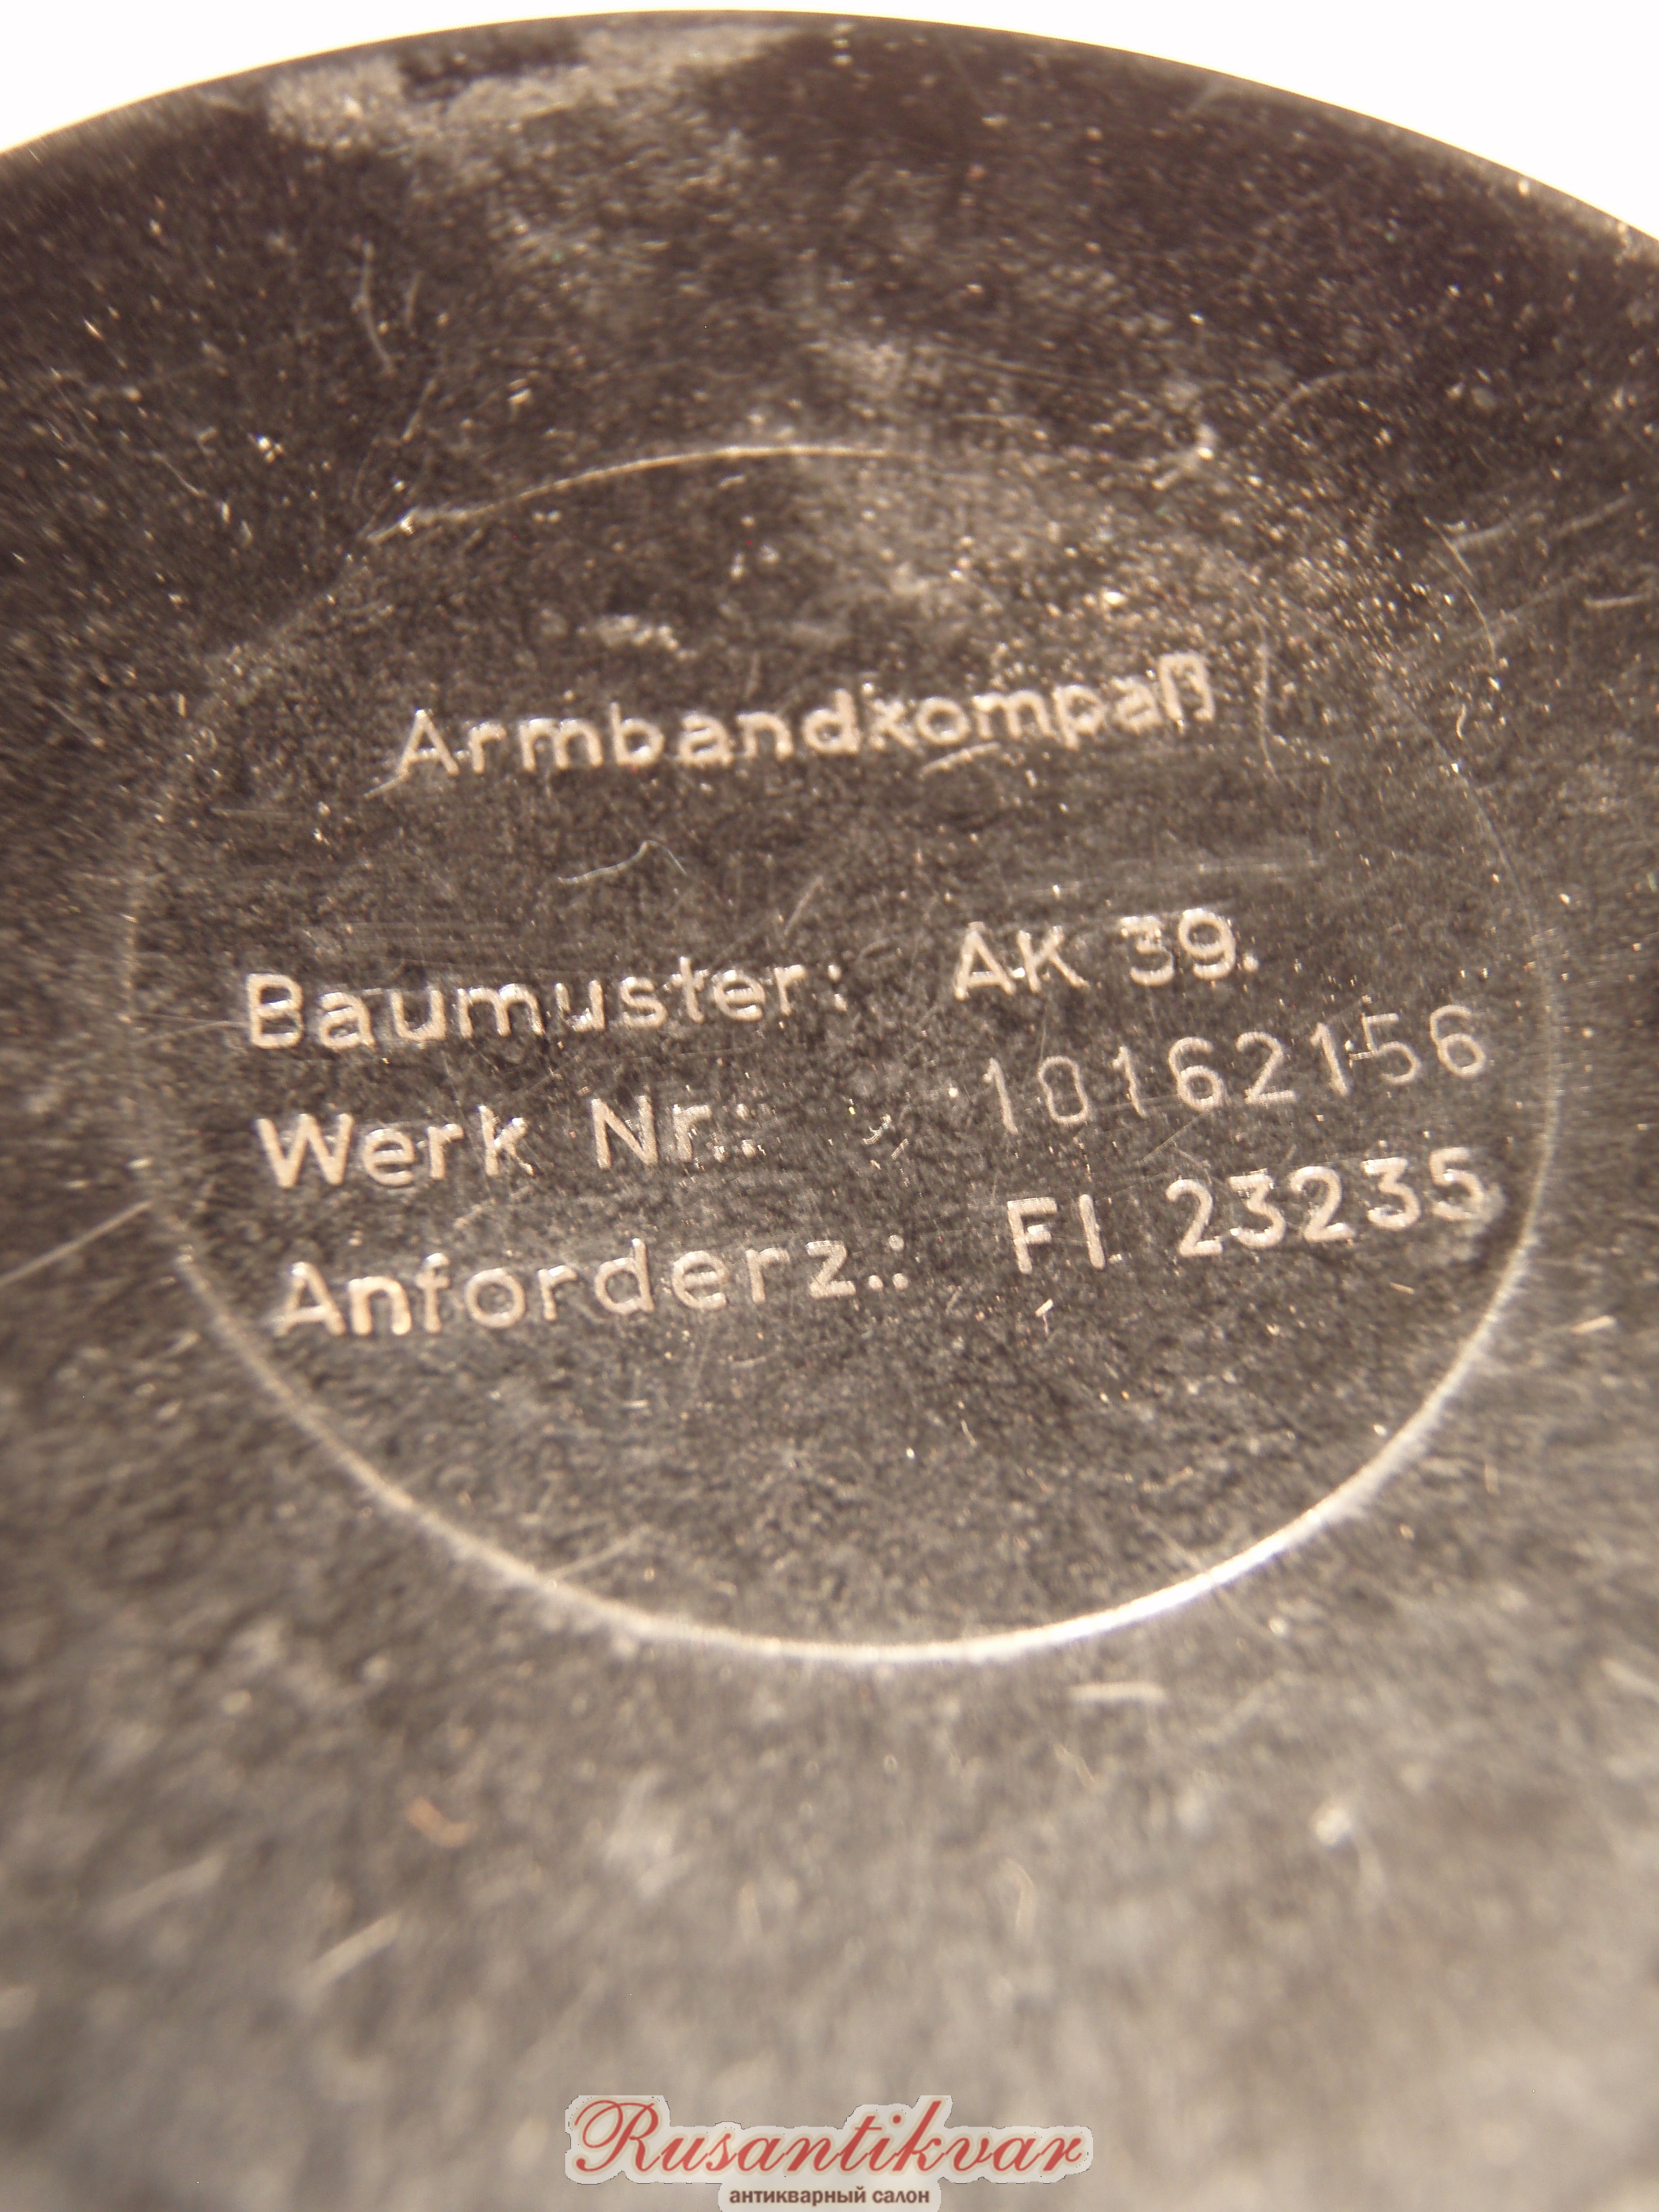 Armbandkompaß
Baumuster: AK 39.
Werk Nr.: 10162156
Anforderz.: Fl. 23235
Rusantikvar
антикварный салон